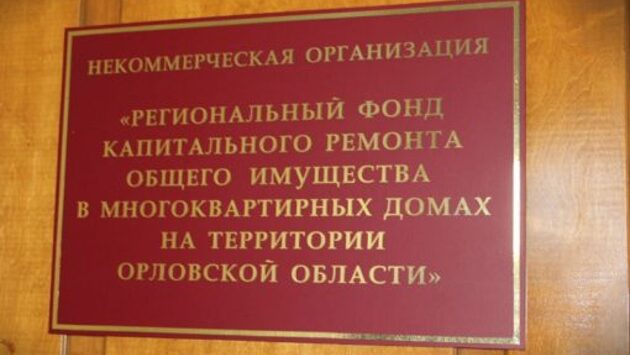 НЕКОММЕРЧЕСКАЯ ОРГАНИЗАЦИЯ
«РЕГИОНАЛЬНЫЙ ФОНД
КАПИТАЛЬНОГО РЕМОНТА
ОБЩЕГО ИМУЩЕСТВА
В МНОГОКВАРТИРНЫХ ДОМАХ
НА ТЕРРИТОРИИ
ОРЛОВСКОЙ ОБЛАСТИ»